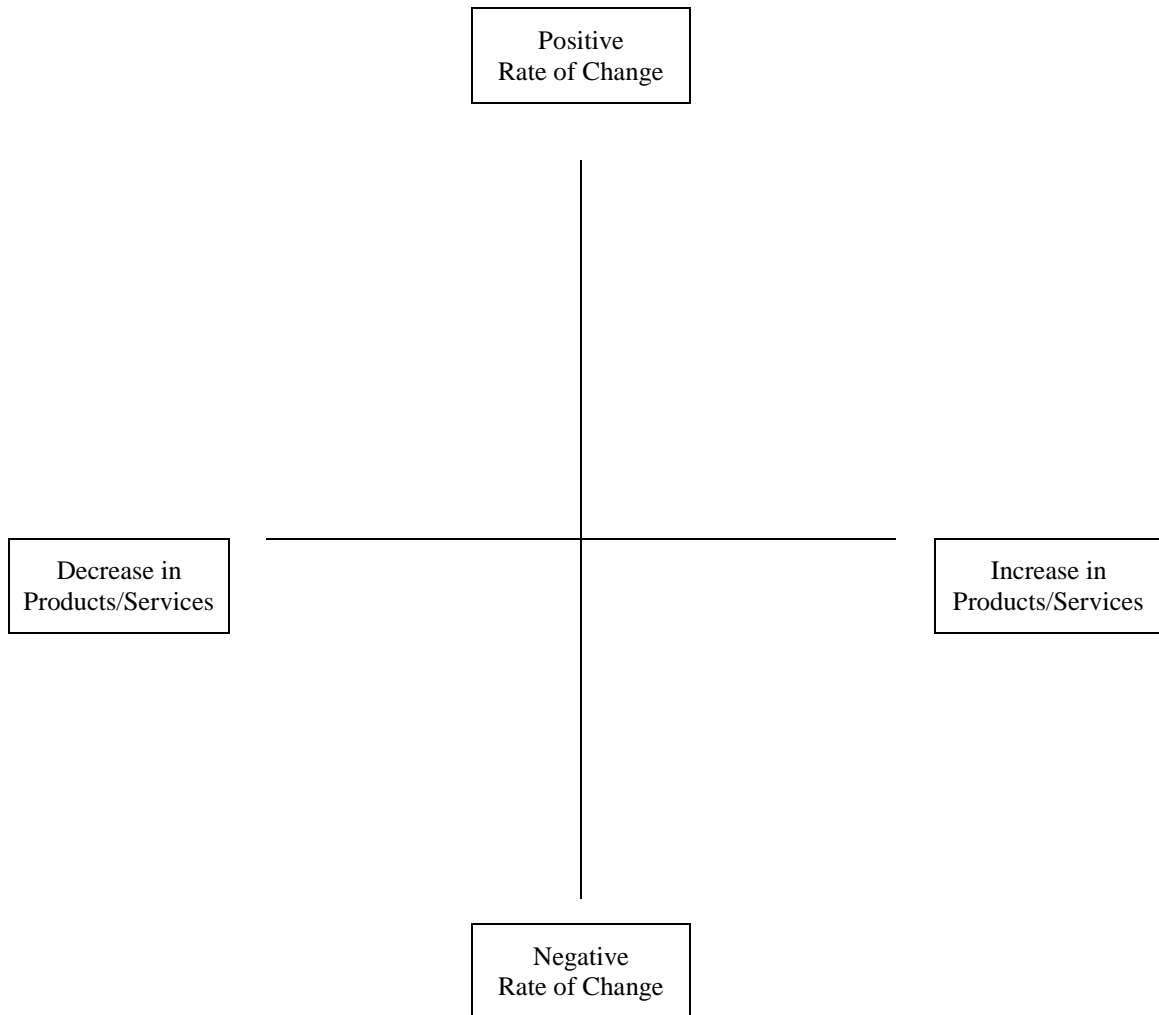 Positive
Rate of Change
Decrease in
Products/Services
Increase in
Products/Services
Negative
Rate of Change